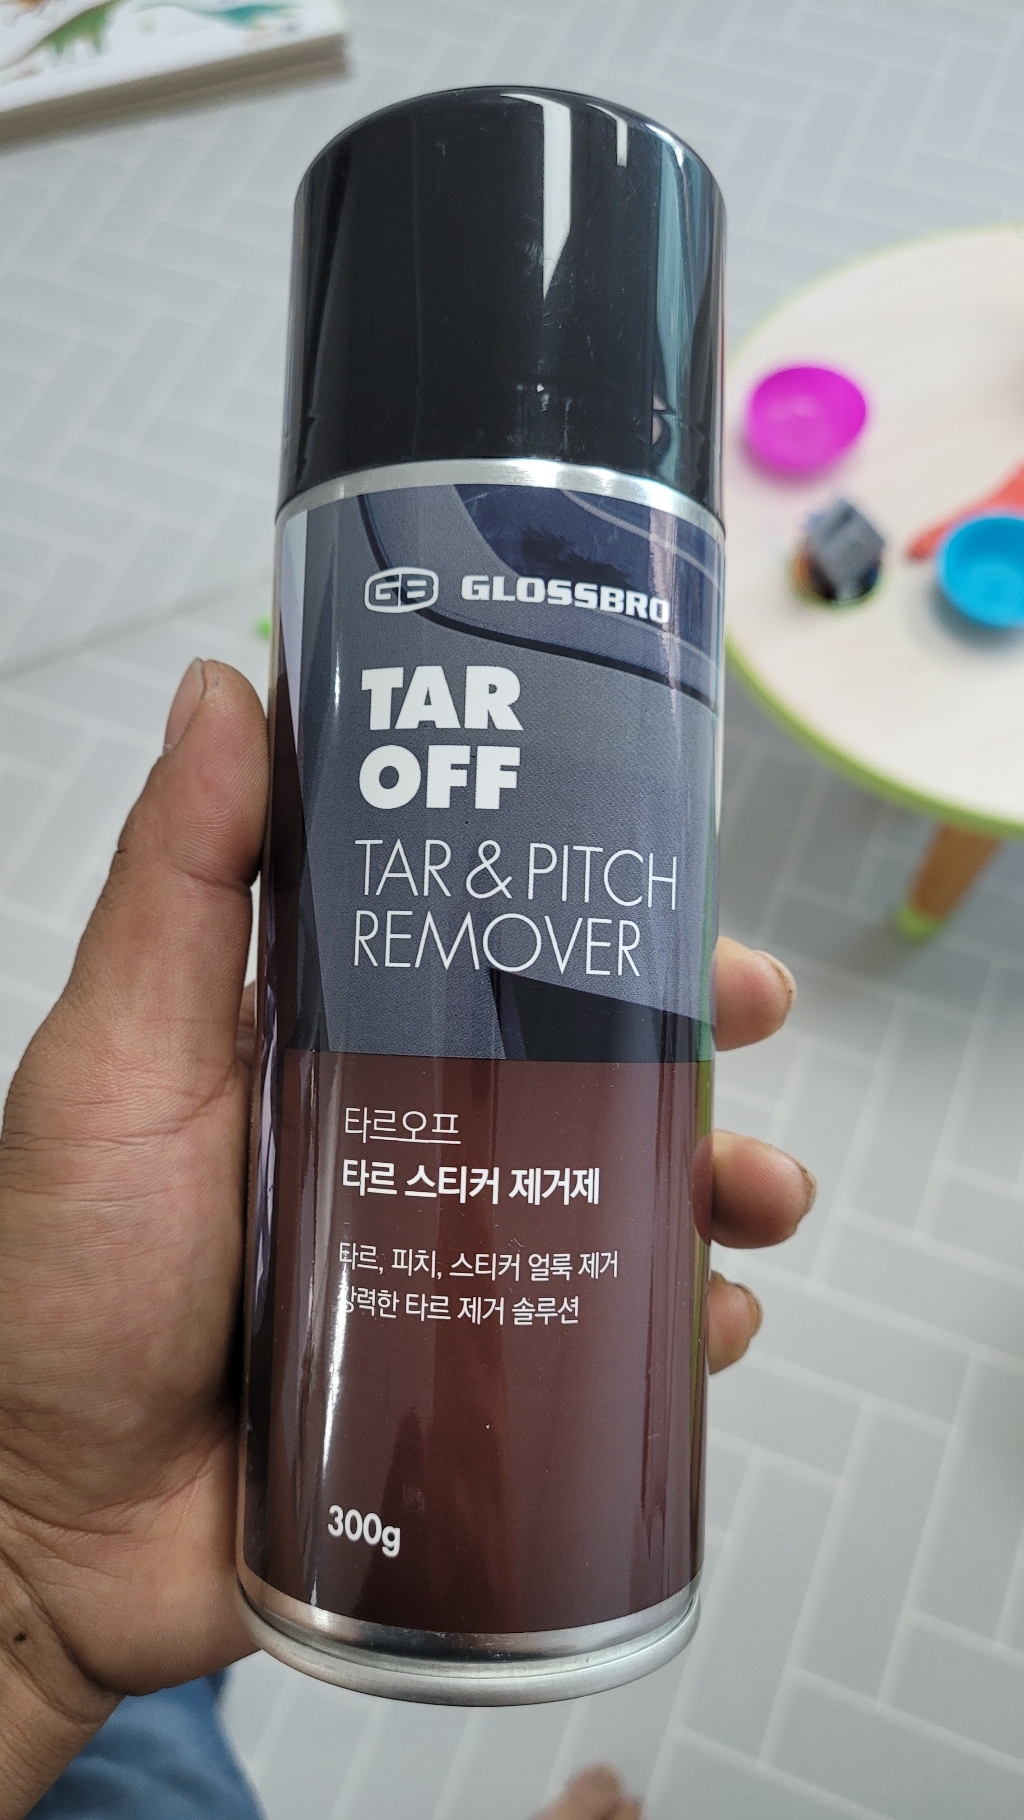 GB GLOSSBRO
TAR
OFF
TAR & PITCH
REMOVER
타르오프
타르 스티커 제거제
타르, 피치, 스티커 얼룩 제거
강력한 타르 제거 솔루션
300g